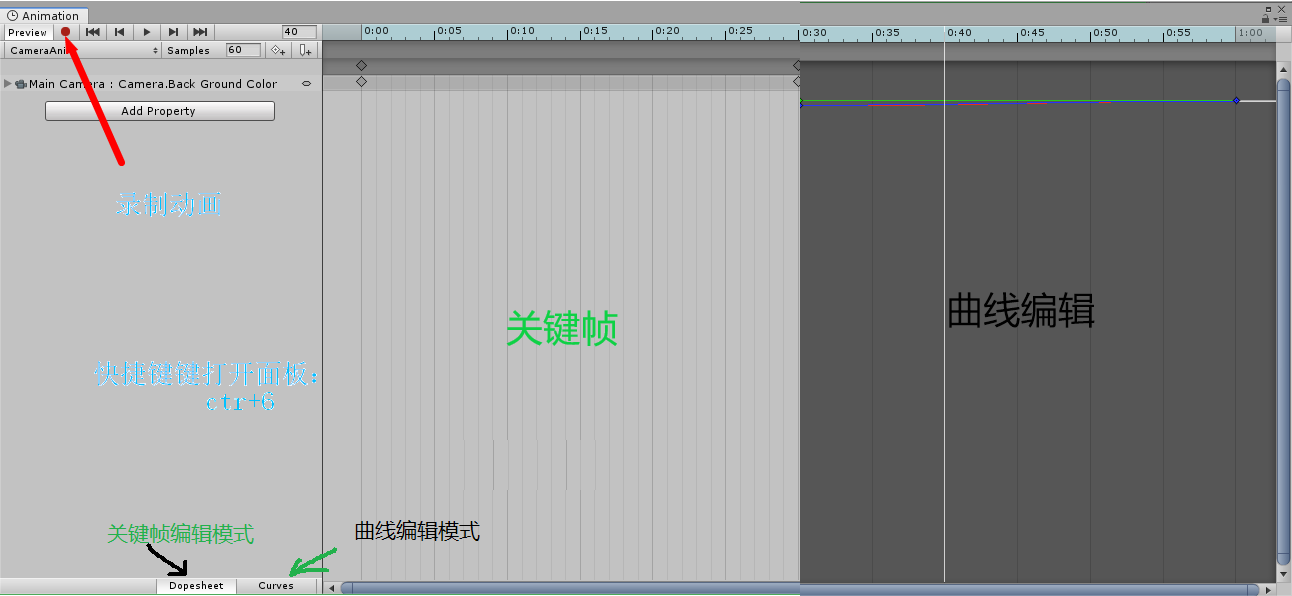 Animation
Preview
40
0:00 0:05 0:10 0:15 0:20 0:25 0:30 0:35 0:40 0:45 0:50 0:55 1:00
CameraAni Samples 60
Main Camera : Camera.Back Ground Color
Add Property
录制动画
关键帧
曲线编辑
快捷键键打开面板:
ctr+6
关键帧编辑模式
曲线编辑模式
Dopesheet Curves